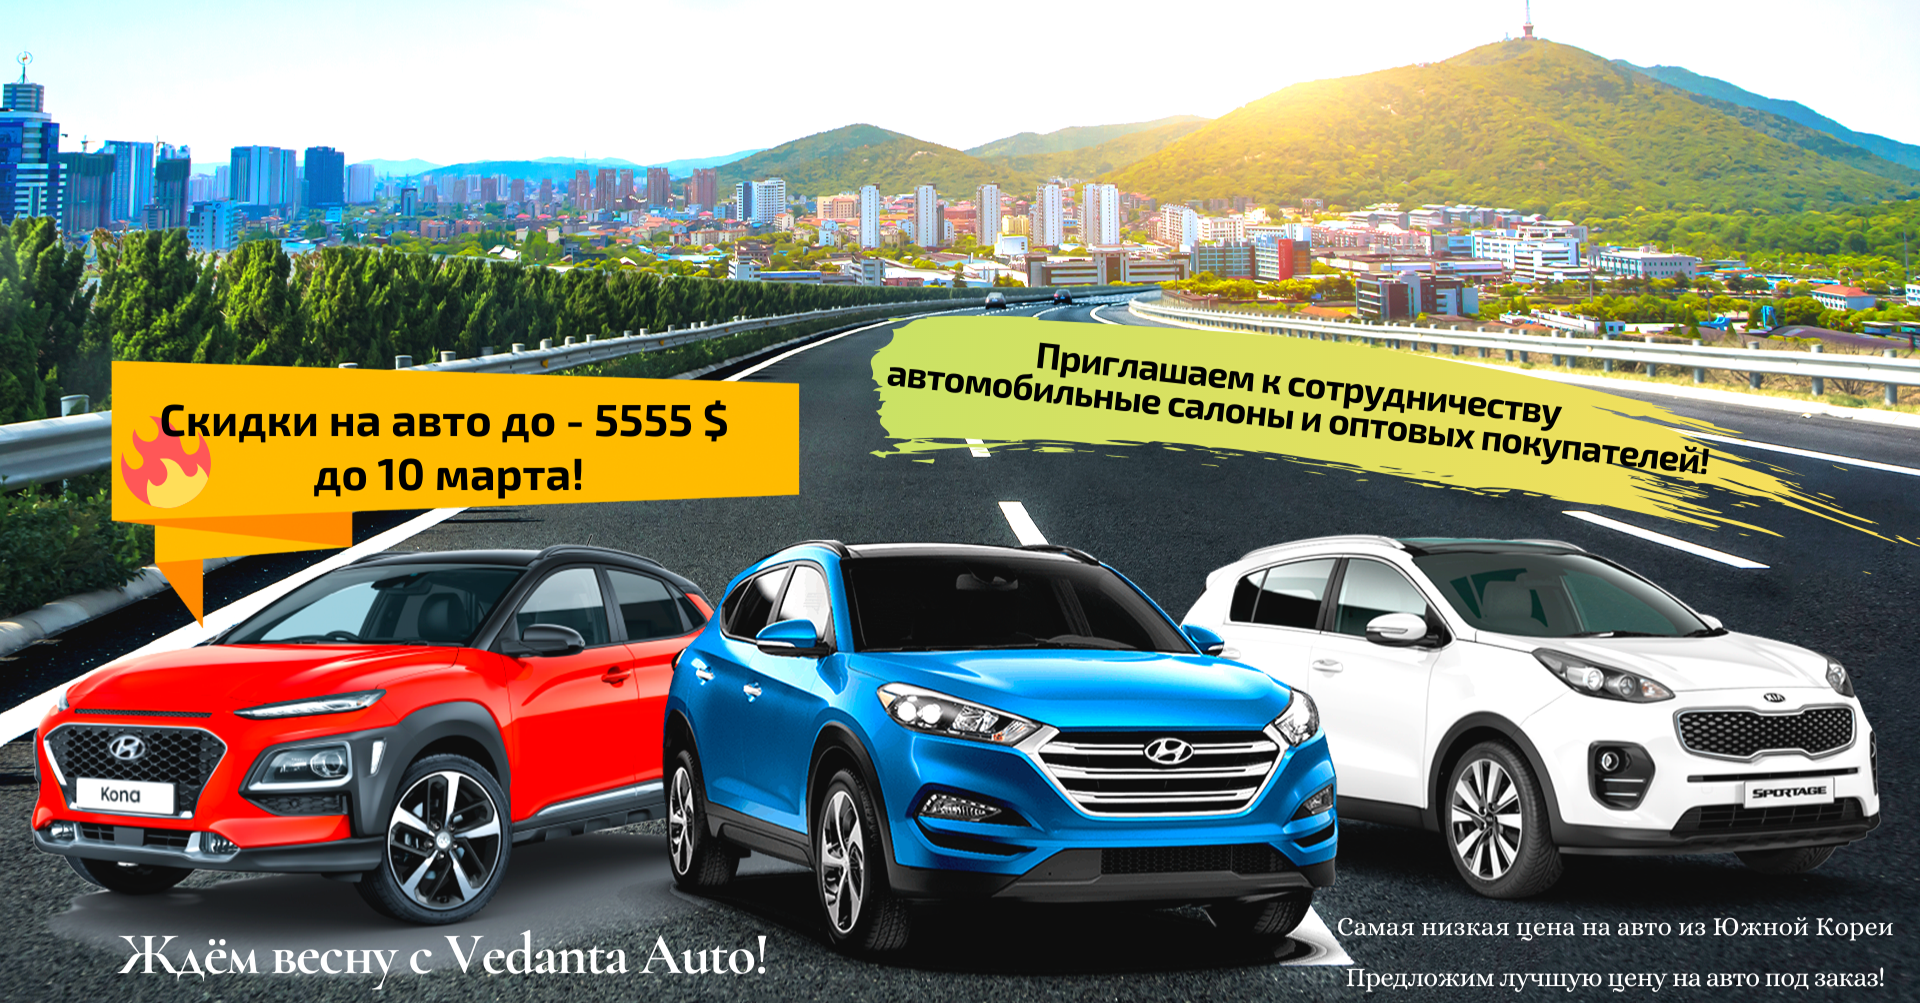 Скидки на авто до - 5555 $
до 10 марта!
Приглашаем к сотрудничеству
автомобильные салоны и оптовых покупателей!
Kona
KIA
SPORTAGE
Ждём весну с Vedanta Auto!
Самая низкая цена на авто из Южной Кореи
Предложим лучшую цену на авто под заказ!